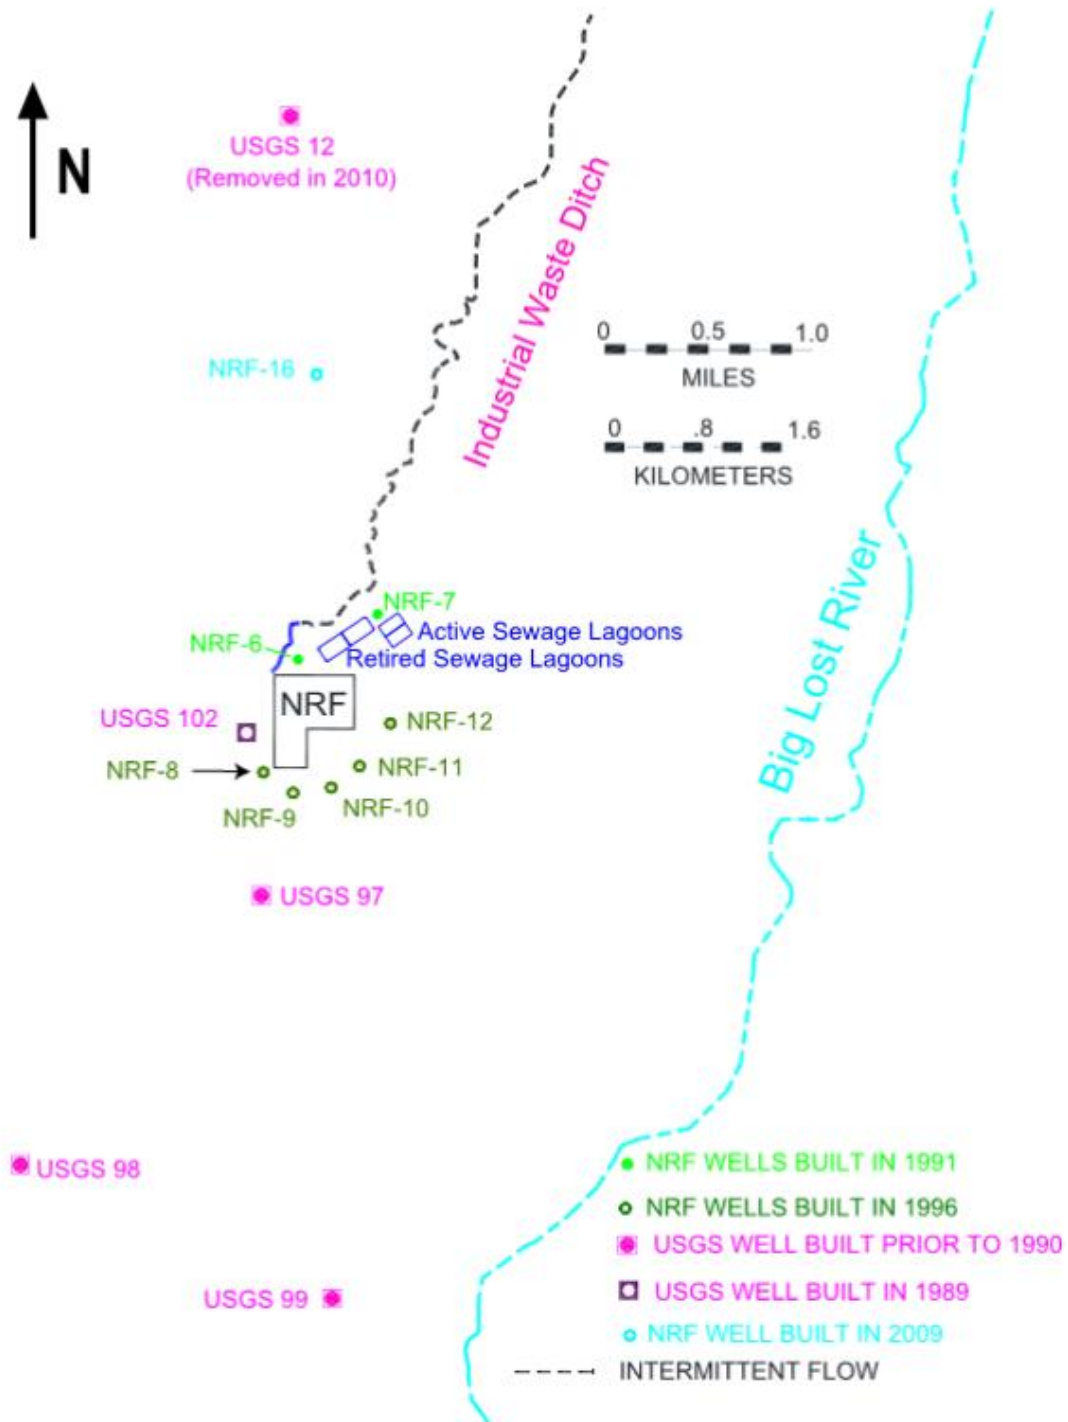 N
USGS 12
(Removed in 2010)
Industrial Waste Ditch
0 0.5 1.0
MILES
0 .8 1.6
KILOMETERS
NRF-16
Big Lost River
NRF-7
NRF-6
Active Sewage Lagoons
Retired Sewage Lagoons
NRF
USGS 102
NRF-12
NRF-8
NRF-11
NRF-9
NRF-10
USGS 97
USGS 98
USGS 99
NRF WELLS BUILT IN 1991
NRF WELLS BUILT IN 1996
USGS WELL BUILT PRIOR TO 1990
USGS WELL BUILT IN 1989
NRF WELL BUILT IN 2009
INTERMITTENT FLOW